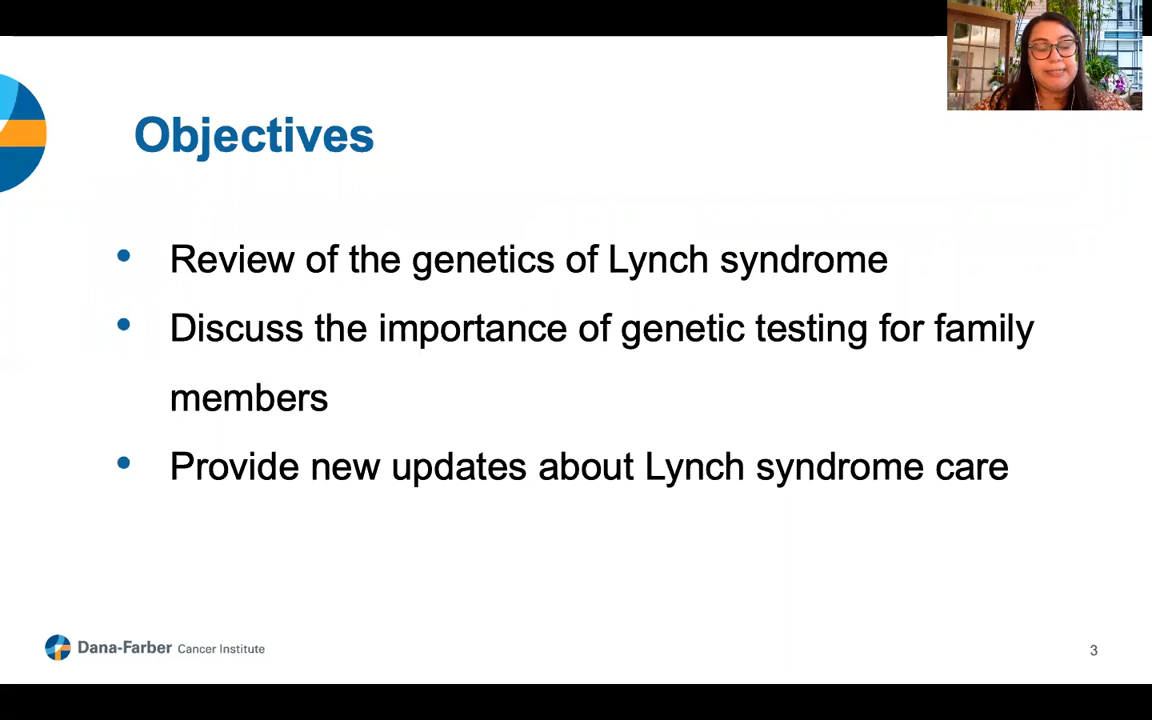 Objectives
• Review of the genetics of Lynch syndrome
• Discuss the importance of genetic testing for family
members
• Provide new updates about Lynch syndrome care
Dana-Farber Cancer Institute
3